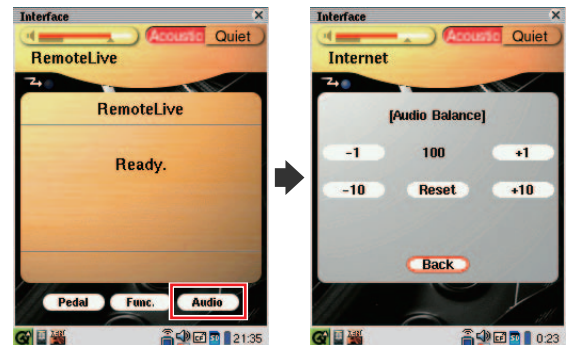 Interface
Acoustic Quiet
RemoteLive
RemoteLive
Ready.
Pedal Func. Audio
21:35
Interface
Acoustic Quiet
Internet
[Audio Balance]
-1 100 +1
-10 Reset +10
Back
0:23